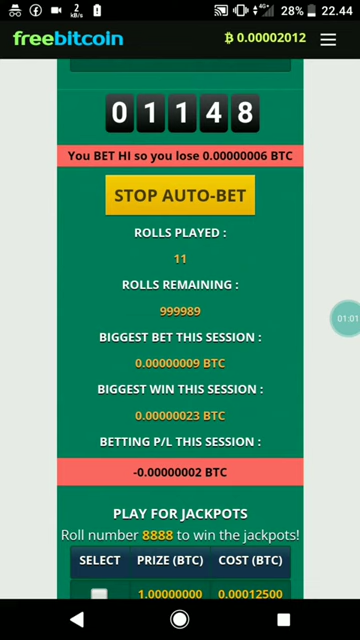 2
kB/s
4G+
28%
22.44
freebitcoin
₿ 0.00002012
0 1 1 4 8
You BET HI so you lose 0.00000006 BTC
STOP AUTO-BET
ROLLS PLAYED :
11
ROLLS REMAINING :
999989
01:01
BIGGEST BET THIS SESSION :
0.00000009 BTC
BIGGEST WIN THIS SESSION :
0.00000023 BTC
BETTING P/L THIS SESSION :
-0.00000002 BTC
PLAY FOR JACKPOTS
Roll number 8888 to win the jackpots!
SELECT PRIZE (BTC) COST (BTC)
1.00000000 0.00012500